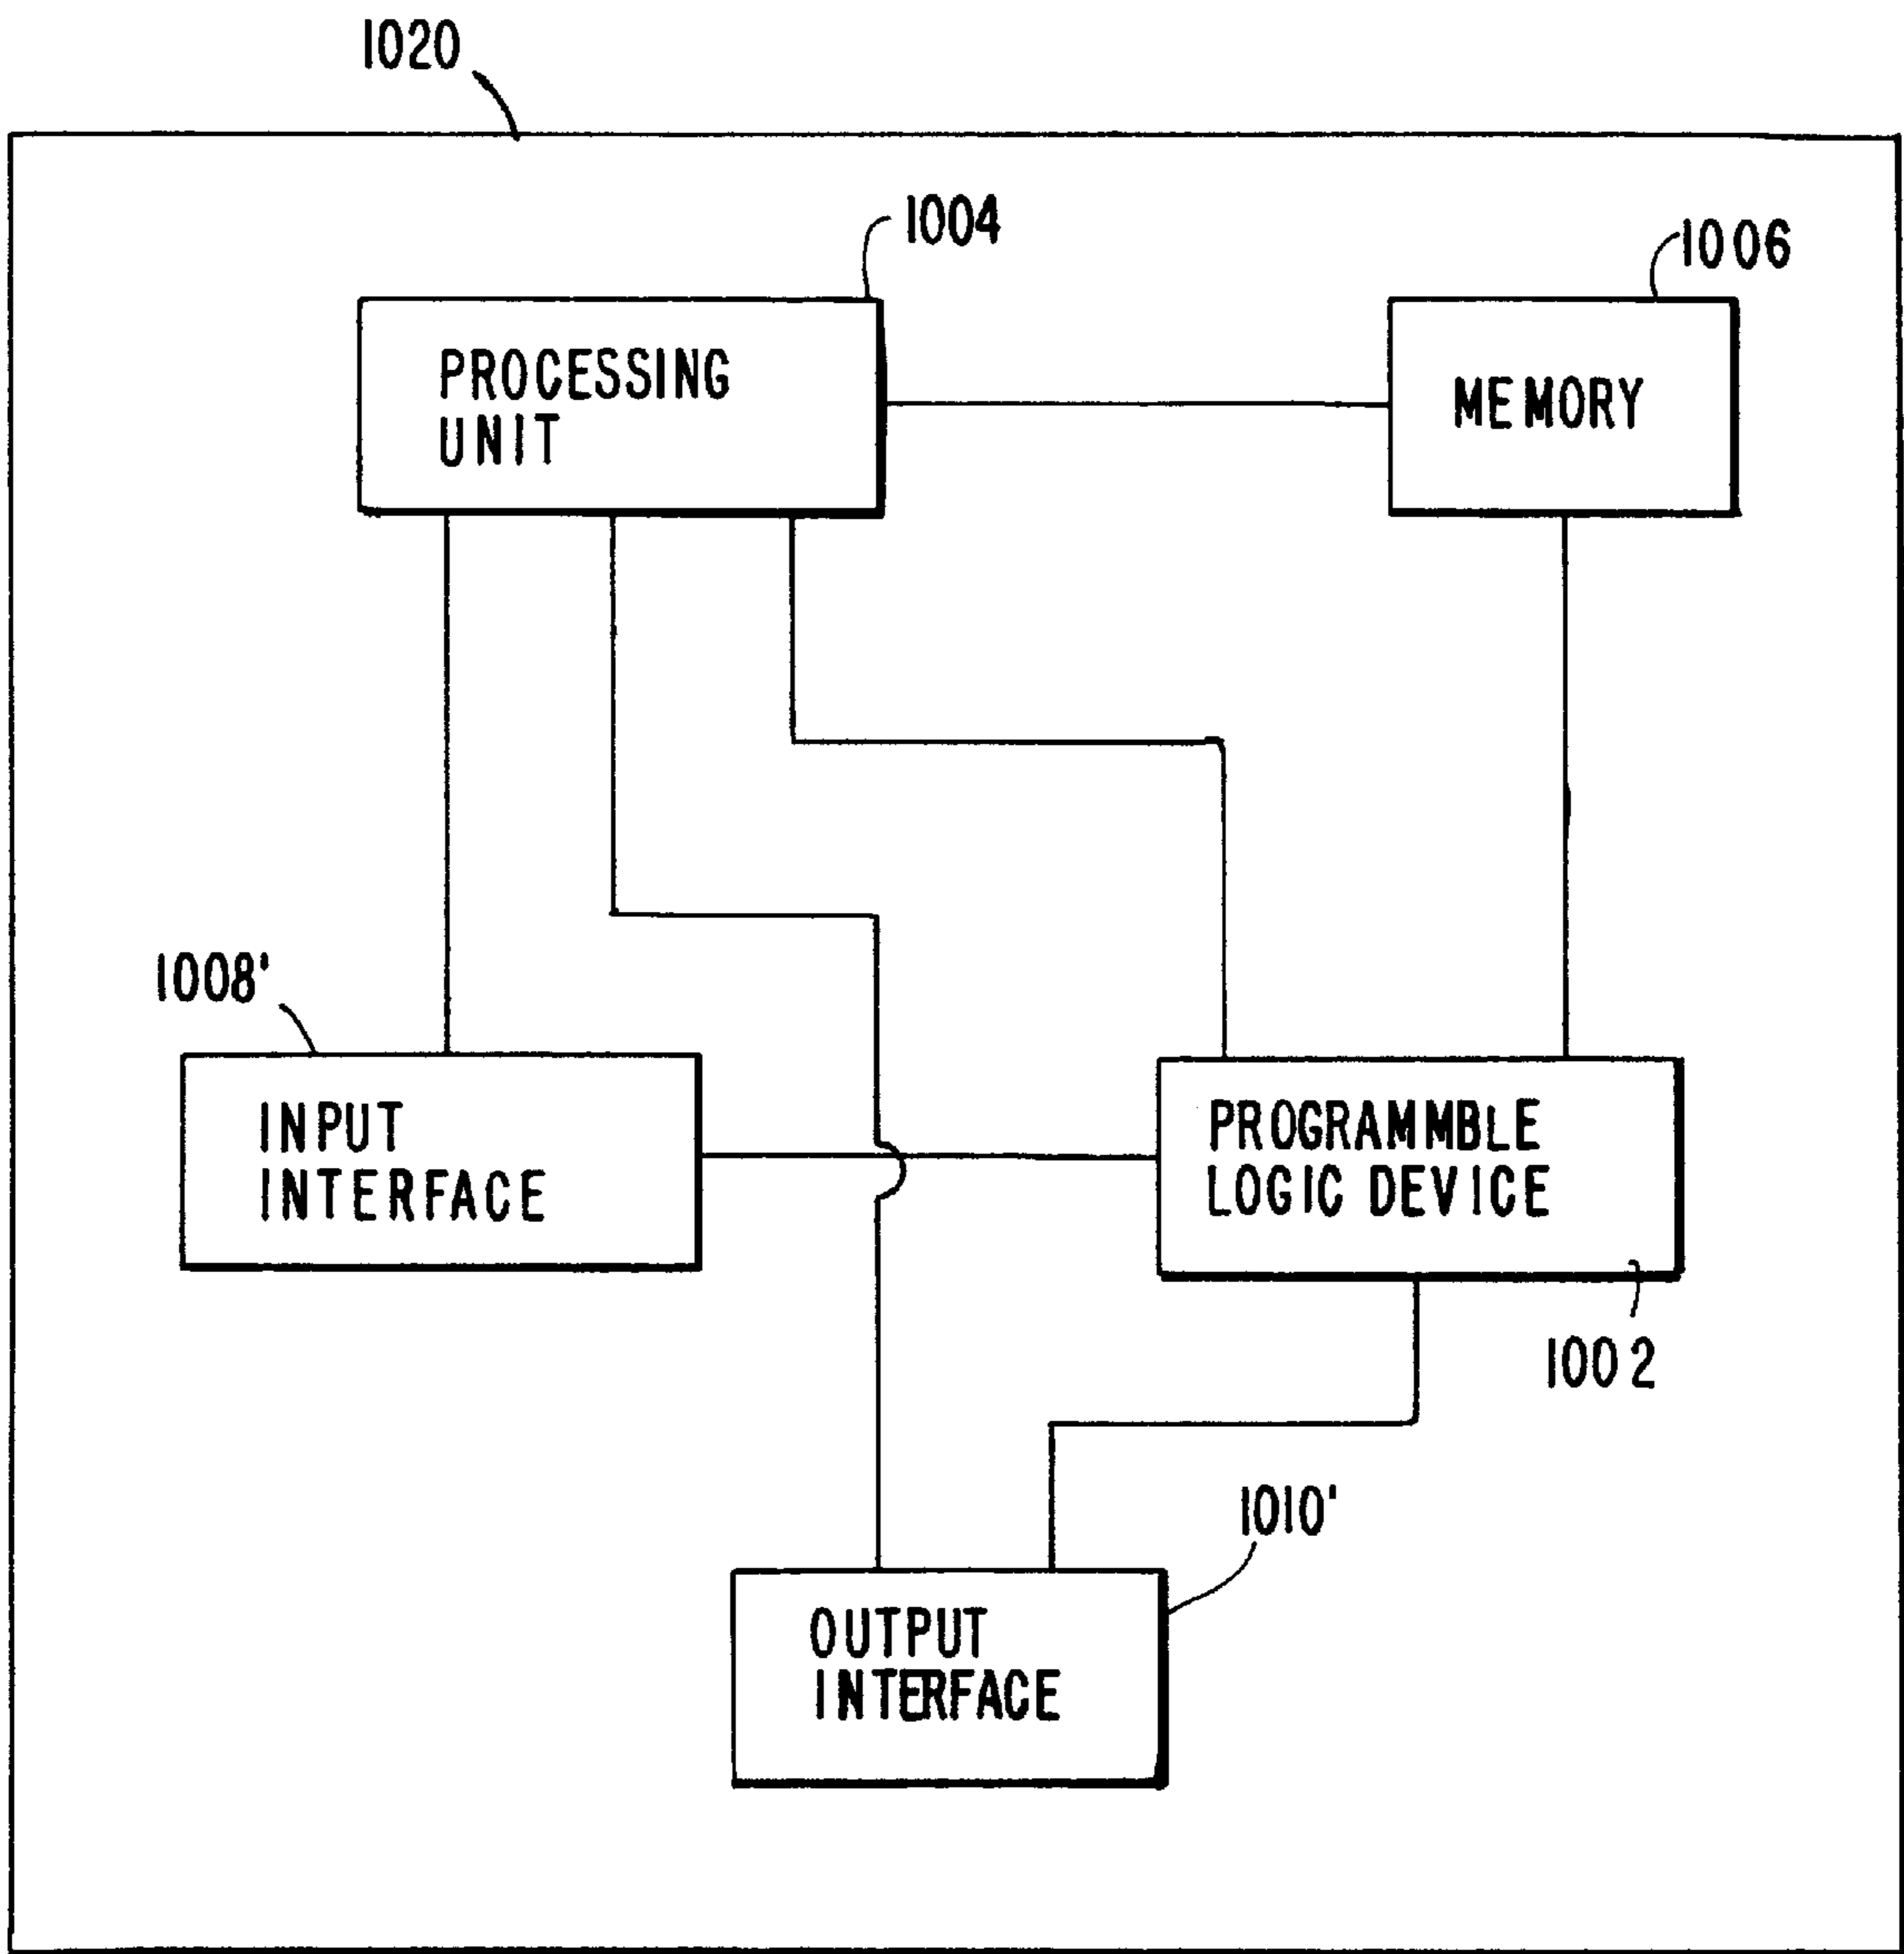 1020
1004
1006
PROCESSING
UNIT
MEMORY
1008'
INPUT
INTERFACE
PROGRAMMBLE
LOGIC DEVICE
1002
1010'
OUTPUT
INTERFACE